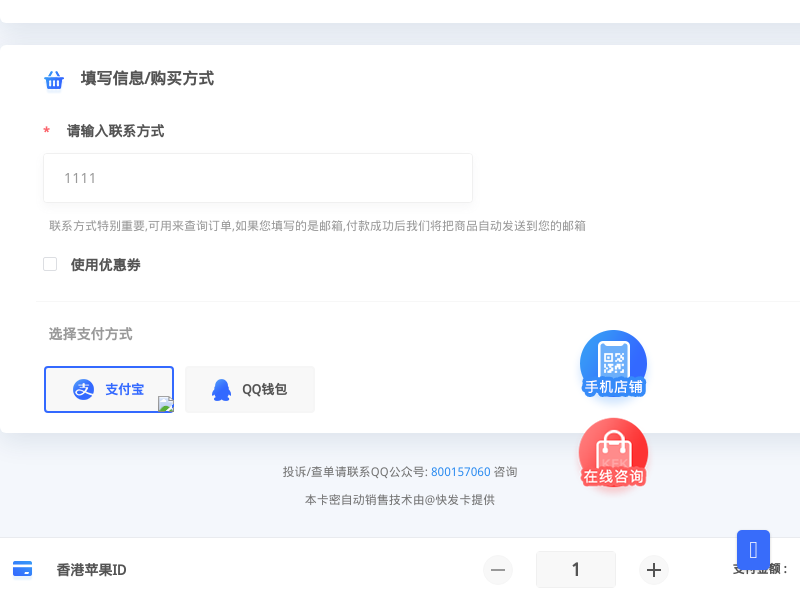 填写信息/购买方式
* 请输入联系方式
1111
联系方式特别重要,可用来查询订单,如果您填写的是邮箱,付款成功后我们将把商品自动发送到您的邮箱
使用优惠券
选择支付方式
支付宝 QQ钱包
手机店铺
在线咨询
投诉/查单请联系QQ公众号: 800157060 咨询
本卡密自动销售技术由@快发卡提供
香港苹果ID
1
支付金额：